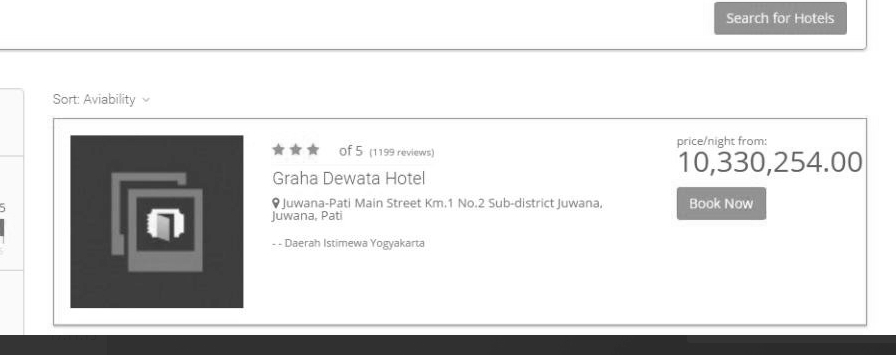 Search for Hotels
Sort: Aviability
of 5 (1199 reviews)
price/night from:
10,330,254.00
Graha Dewata Hotel
Juwana-Pati Main Street Km.1 No.2 Sub-district Juwana,
Juwana, Pati
Book Now
- - Daerah Istimewa Yogyakarta
5